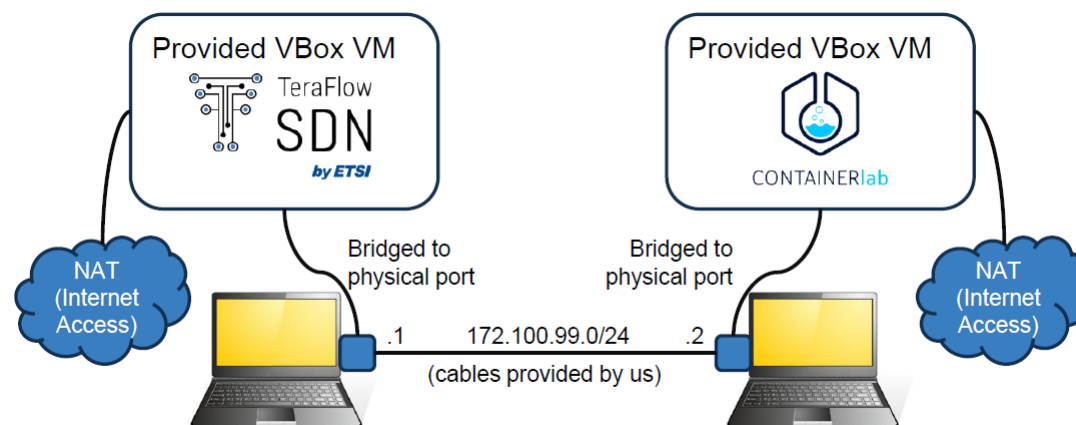 Provided VBox VM
TeraFlow
SDN
by ETSI
Provided VBox VM
CONTAINERlab
NAT
(Internet
Access)
Bridged to
physical port
Bridged to
physical port
NAT
(Internet
Access)
.1
172.100.99.0/24
.2
(cables provided by us)